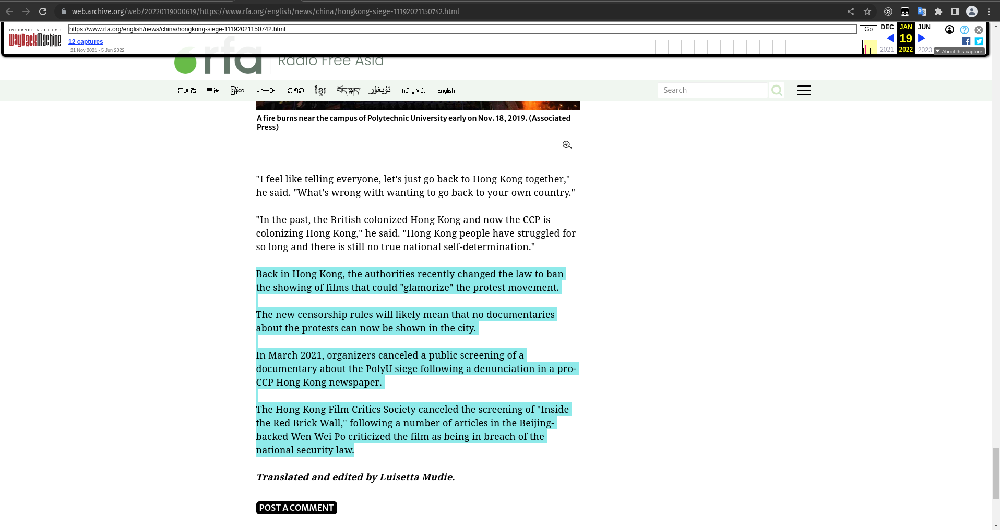 web.archive.org/web/20220119000619/https://www.rfa.org/english/news/china/hongkong-siege-11192021150742.html
INTERNET ARCHIVE
WayBackMachine
https://www.rfa.org/english/news/china/hongkong-siege-11192021150742.html
Go
DEC JAN JUN
12 captures
19
21 Nov 2021 - 5 Jun 2022
2021 2022 2023
About this capture
rfa Radio Free Asia
普通话 粤语 မြန်မာ 한국어 ລາວ ខ្មែរ བོད་སྐད། ئۇيغۇر Tiếng Việt English
Search
A fire burns near the campus of Polytechnic University early on Nov. 18, 2019. (Associated
Press)
"I feel like telling everyone, let's just go back to Hong Kong together,"
he said. "What's wrong with wanting to go back to your own country."
"In the past, the British colonized Hong Kong and now the CCP is
colonizing Hong Kong," he said. "Hong Kong people have struggled for
so long and there is still no true national self-determination."
Back in Hong Kong, the authorities recently changed the law to ban
the showing of films that could "glamorize" the protest movement.
The new censorship rules will likely mean that no documentaries
about the protests can now be shown in the city.
In March 2021, organizers canceled a public screening of a
documentary about the PolyU siege following a denunciation in a pro-
CCP Hong Kong newspaper.
The Hong Kong Film Critics Society canceled the screening of "Inside
the Red Brick Wall," following a number of articles in the Beijing-
backed Wen Wei Po criticized the film as being in breach of the
national security law.
Translated and edited by Luisetta Mudie.
POST A COMMENT